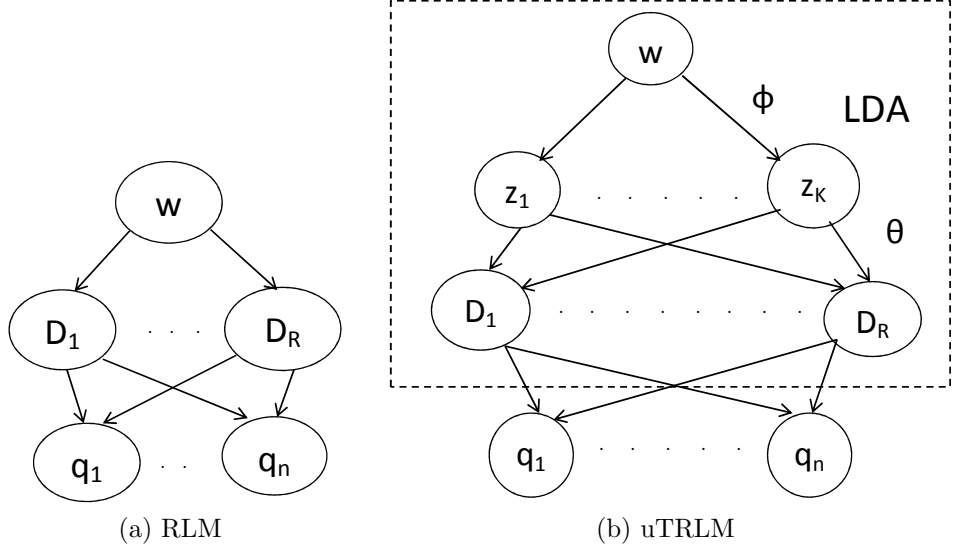 w
D1 . . . DR
q1 . . qn
(a) RLM
w
ϕ
LDA
z1 . . . . . zK
θ
D1 . . . . . . . . . DR
q1 . . . . . . qn
(b) uTRLM